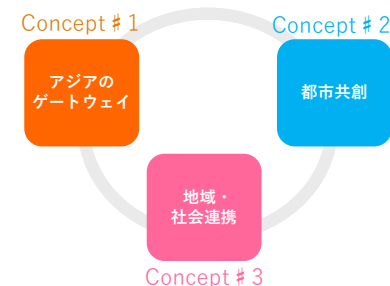 Concept♯1
アジアの
ゲートウェイ
Concept♯2
都市共創
地域・
社会連携
Concept♯3